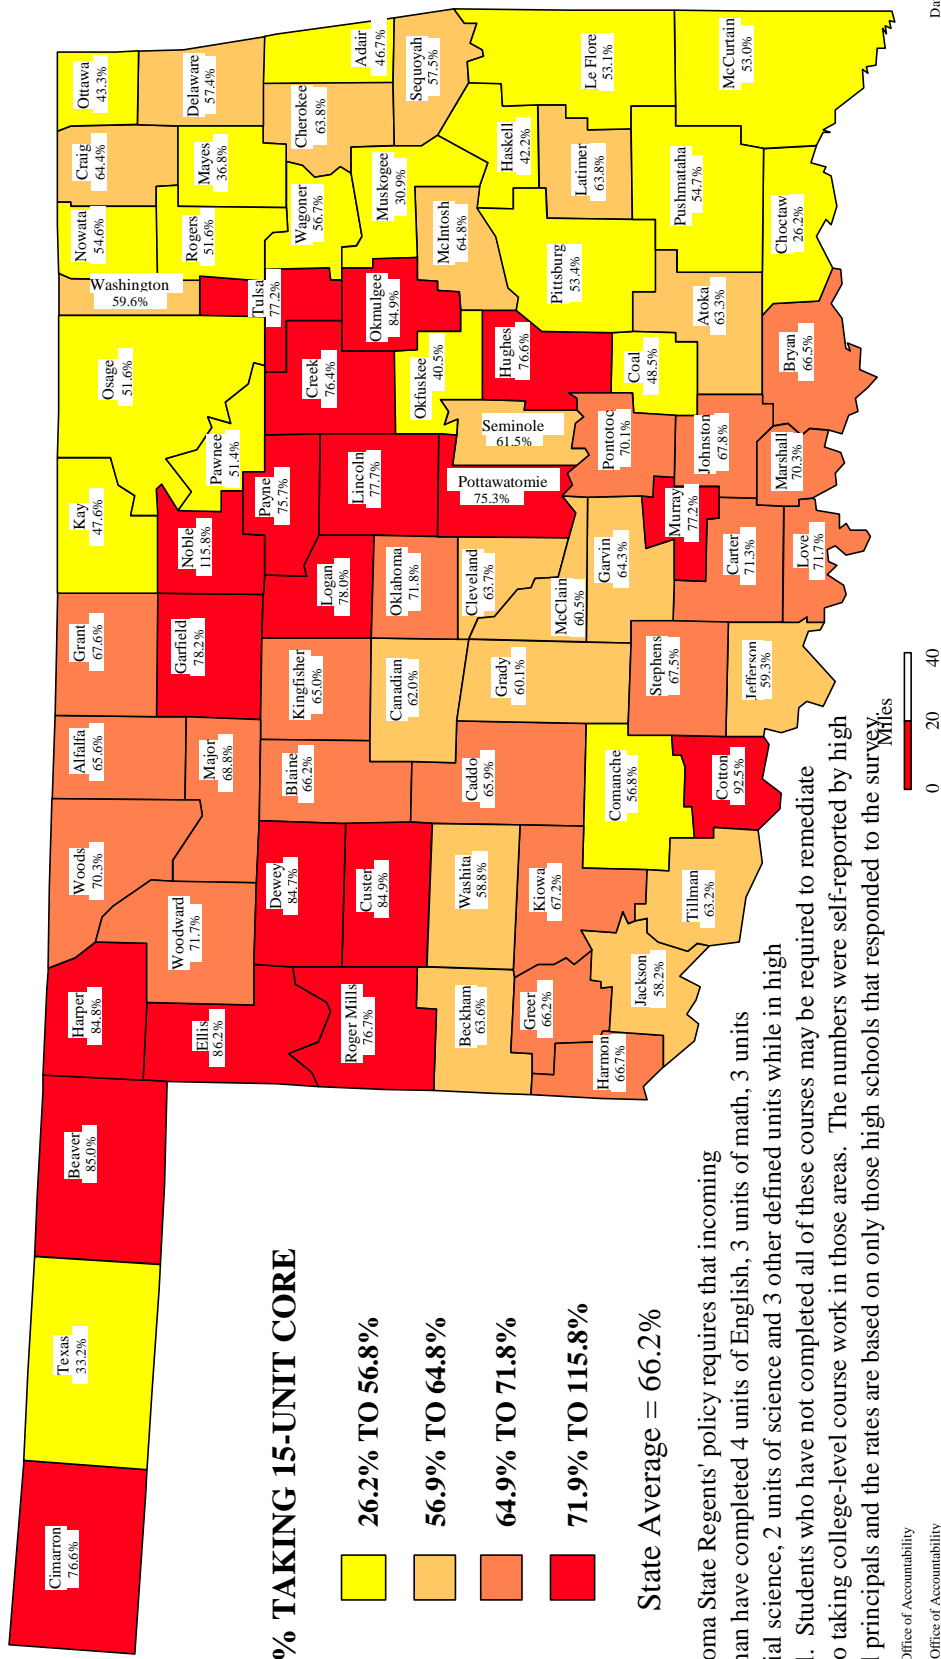 Cimarron
76.6%
Texas
33.2%
Beaver
85.0%
Harper
84.8%
Woods
70.3%
Alfalfa
65.6%
Grant
67.6%
Kay
47.6%
Osage
51.6%
Washington
59.6%
Nowata
54.6%
Craig
64.4%
Ottawa
43.3%
Ellis
86.2%
Woodward
71.7%
Major
68.8%
Garfield
78.2%
Noble
115.8%
Pawnee
51.4%
Rogers
51.6%
Mayes
36.8%
Delaware
57.4%
Dewey
84.7%
Blaine
66.2%
Kingfisher
65.0%
Logan
78.0%
Payne
75.7%
Creek
76.4%
Tulsa
77.2%
Wagoner
56.7%
Cherokee
63.8%
Adair
46.7%
Roger Mills
76.7%
Custer
84.9%
Canadian
62.0%
Oklahoma
71.8%
Lincoln
77.7%
Okfuskee
40.5%
Okmulgee
84.9%
Muskogee
30.9%
Sequoyah
57.5%
Beckham
63.6%
Washita
58.8%
Caddo
65.9%
Grady
60.1%
Cleveland
63.7%
Pottawatomie
75.3%
Seminole
61.5%
Hughes
76.6%
McIntosh
64.8%
Haskell
42.2%
Le Flore
53.1%
Greer
66.2%
Kiowa
67.2%
McClain
60.5%
Garvin
64.3%
Pontotoc
70.1%
Coal
48.5%
Pittsburg
53.4%
Latimer
63.8%
Harmon
66.7%
Jackson
58.2%
Tillman
63.2%
Comanche
56.8%
Stephens
67.5%
Murray
77.2%
Johnston
67.8%
Atoka
63.3%
Pushmataha
54.7%
McCurtain
53.0%
Cotton
92.5%
Jefferson
59.3%
Carter
71.3%
Love
71.7%
Marshall
70.3%
Bryan
66.5%
Choctaw
26.2%
% TAKING 15-UNIT CORE
26.2% TO 56.8%
56.9% TO 64.8%
64.9% TO 71.8%
71.9% TO 115.8%
State Average = 66.2%
oma State Regents' policy requires that incoming
nan have completed 4 units of English, 3 units of math, 3 units
ial science, 2 units of science and 3 other defined units while in high
l. Students who have not completed all of these courses may be required to remediate
o taking college-level course work in those areas. The numbers were self-reported by high
l principals and the rates are based on only those high schools that responded to the survey.
Miles
0 20 40
Office of Accountability
Office of Accountability
Da